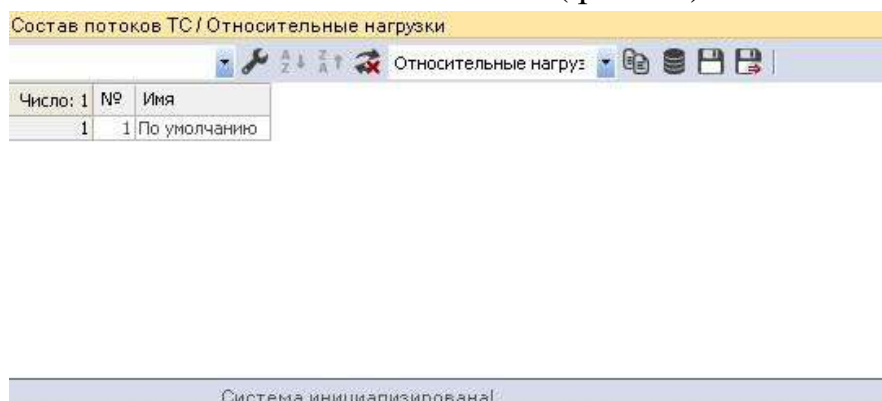 Состав потоков ТС / Относительные нагрузки
Относительные нагруз
Число: 1 № Имя
1 1 По умолчанию
Система инициализирована!